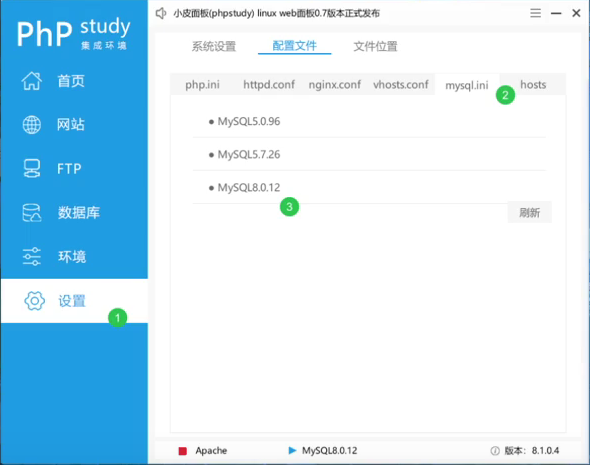 小皮面板(phpstudy) linux web面板0.7版本正式发布
PhP study
集成环境
首页
网站
FTP
数据库
环境
设置
1
系统设置 配置文件 文件位置
php.ini httpd.conf nginx.conf vhosts.conf mysql.ini hosts
2
MySQL5.0.96
MySQL5.7.26
MySQL8.0.12
3
刷新
Apache MySQL8.0.12 版本: 8.1.0.4